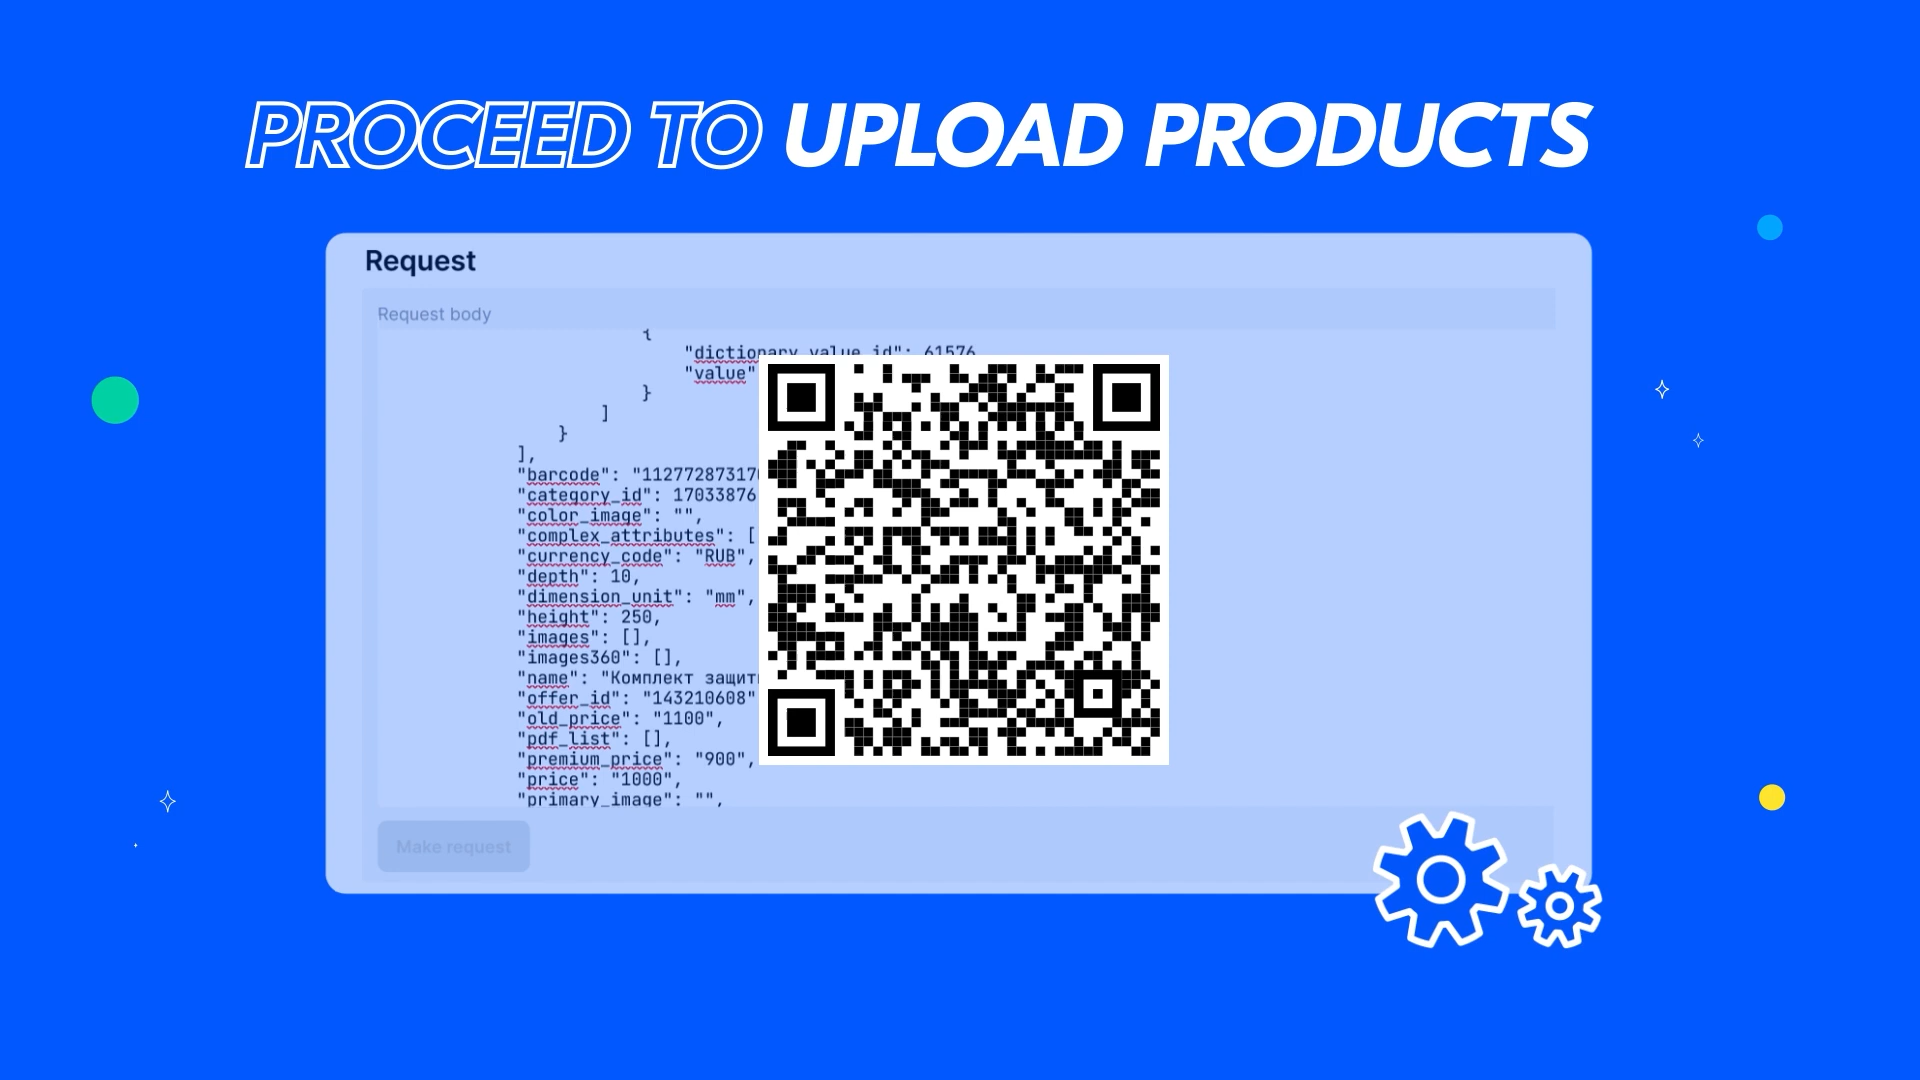 PROCEED TO UPLOAD PRODUCTS
Request
Request body
{
"dictionary_value_id": 61576
"value"
}
]
}
],
"barcode": "11277287317
"category_id": 17033876
"color_image": "",
"complex_attributes": [
"currency_code": "RUB",
"depth": 10,
"dimension_unit": "mm",
"height": 250,
"images": [],
"images360": [],
"name": "Комплект
"offer_id": "143210608"
"old_price": "1100",
"pdf_list": [],
"premium_price": "900",
"price": "1000",
"primary_image": "",
Make request